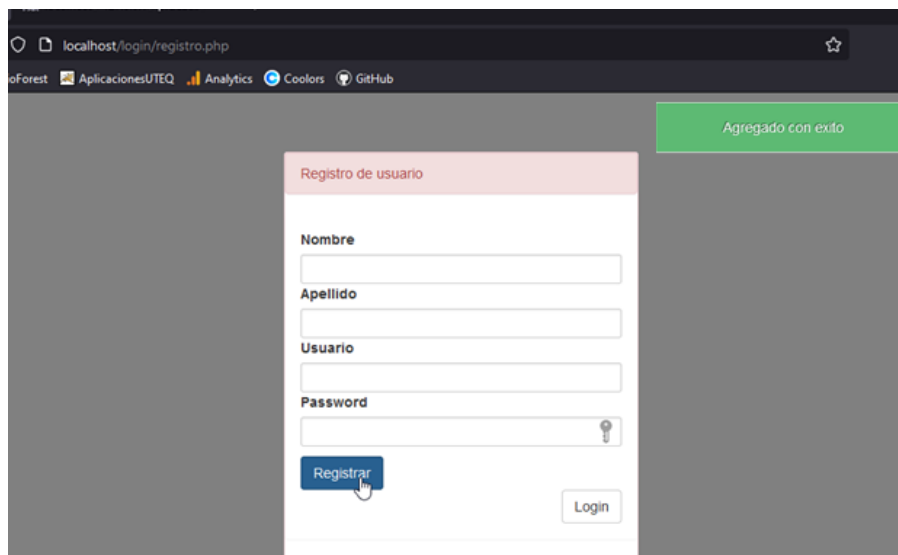 localhost/login/registro.php
oForest AplicacionesUTEQ Analytics Coolors GitHub
Agregado con exito
Registro de usuario
Nombre
Apellido
Usuario
Password
Registrar
Login